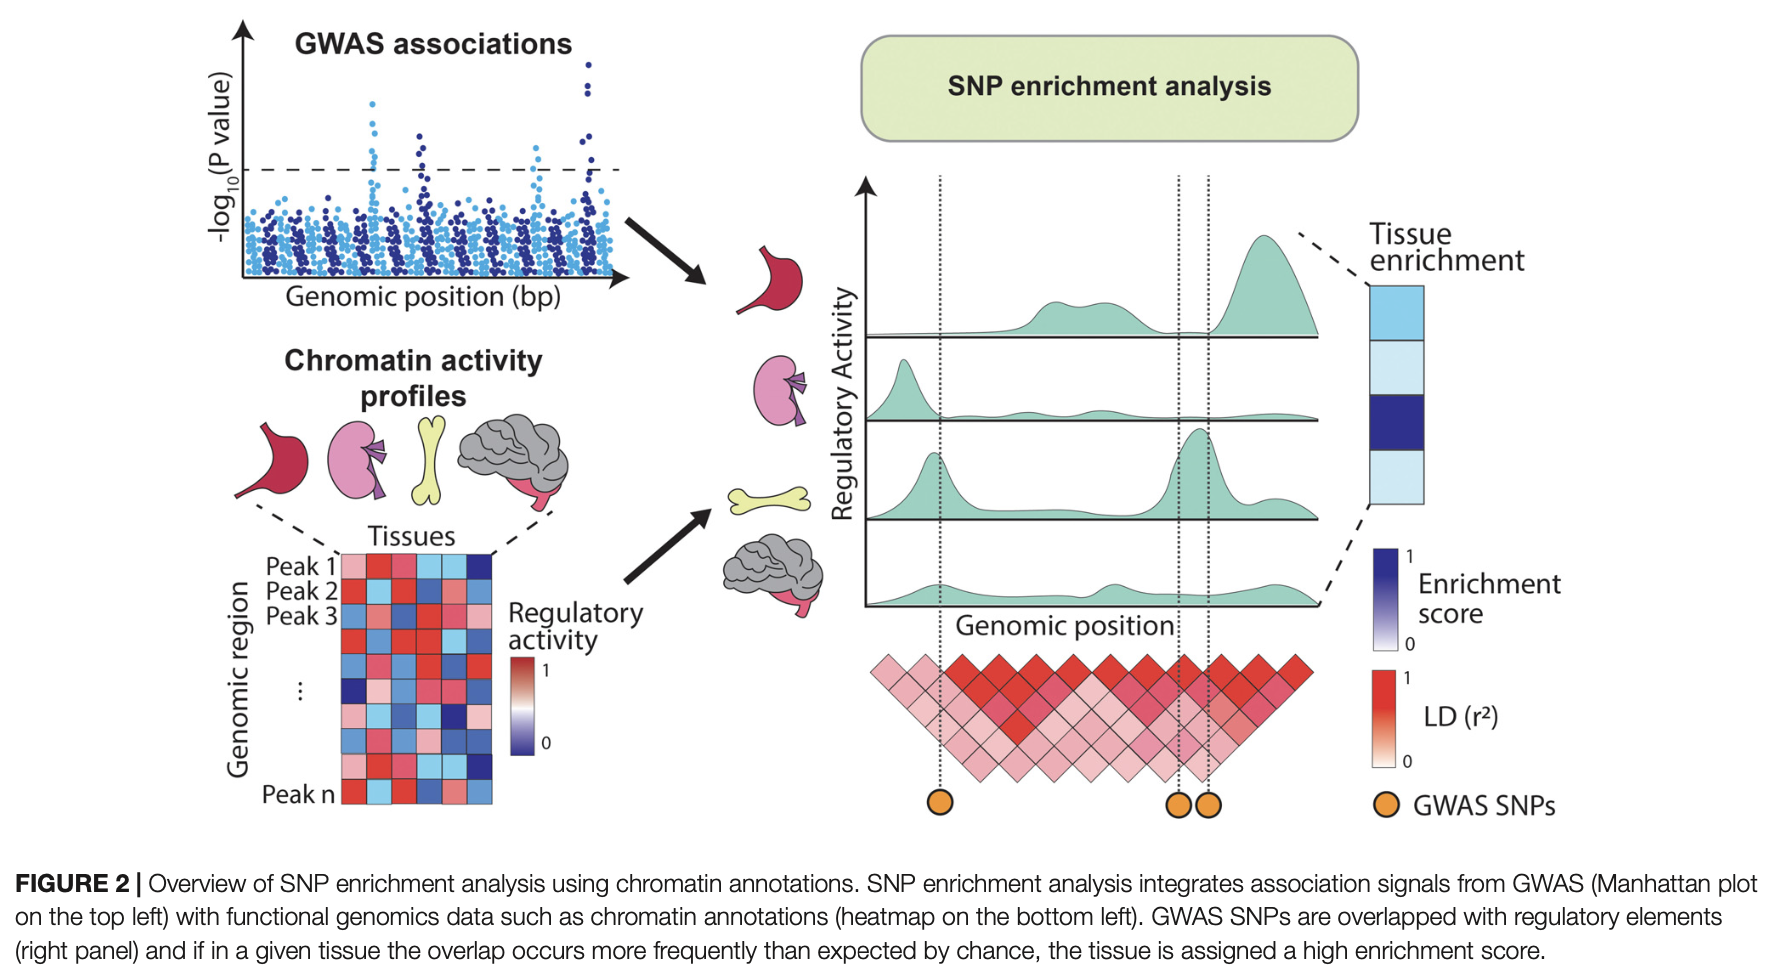 GWAS associations
-log10(P value)
Genomic position (bp)
Chromatin activity
profiles
Tissues
Peak 1
Peak 2
Peak 3
⋮
Peak n
Genomic region
Regulatory
activity
1
0
SNP enrichment analysis
Regulatory Activity
Genomic position
Tissue
enrichment
1
Enrichment
score
0
1
LD (r²)
0
GWAS SNPs
FIGURE 2 | Overview of SNP enrichment analysis using chromatin annotations. SNP enrichment analysis integrates association signals from GWAS (Manhattan plot
on the top left) with functional genomics data such as chromatin annotations (heatmap on the bottom left). GWAS SNPs are overlapped with regulatory elements
(right panel) and if in a given tissue the overlap occurs more frequently than expected by chance, the tissue is assigned a high enrichment score.